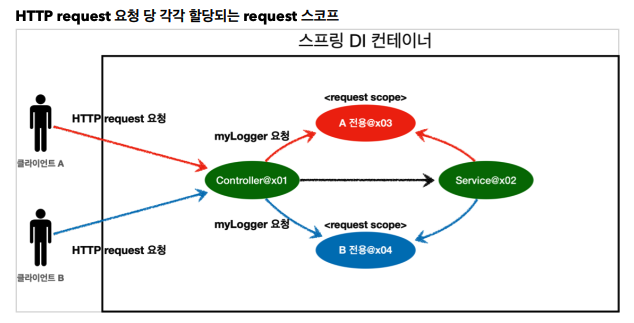 HTTP request 요청 당 각각 할당되는 request 스코프
스프링 DI 컨테이너
<request scope>
HTTP request 요청
A 전용@x03
myLogger 요청
클라이언트 A
Controller@x01
Service@x02
myLogger 요청
<request scope>
HTTP request 요청
B 전용@x04
클라이언트 B